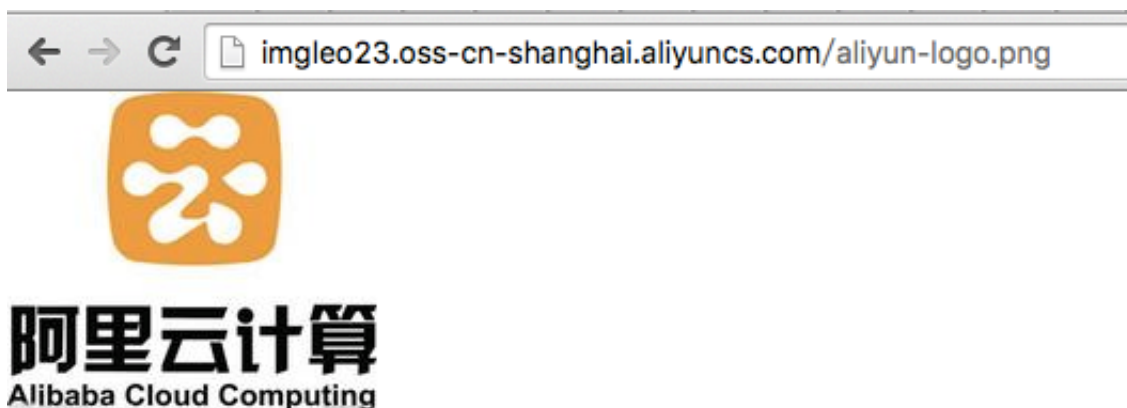 imgleo23.oss-cn-shanghai.aliyuncs.com/aliyun-logo.png
阿里云计算
Alibaba Cloud Computing